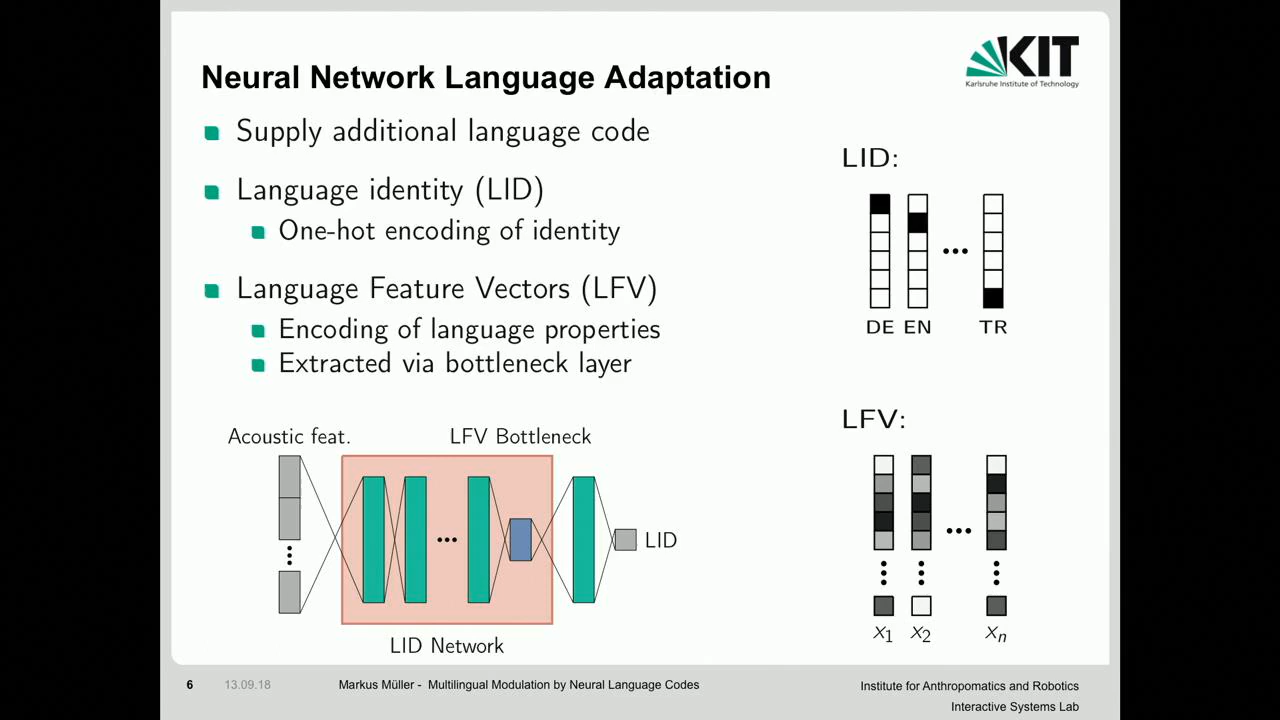 Neural Network Language Adaptation
KIT
Karlsruhe Institute of Technology
Supply additional language code
Language identity (LID)
One-hot encoding of identity
Language Feature Vectors (LFV)
Encoding of language properties
Extracted via bottleneck layer
LID:
DE EN ... TR
LFV:
x1 x2 ... xn
Acoustic feat.
LFV Bottleneck
LID
LID Network
6
13.09.18
Markus Müller - Multilingual Modulation by Neural Language Codes
Institute for Anthropomatics and Robotics
Interactive Systems Lab